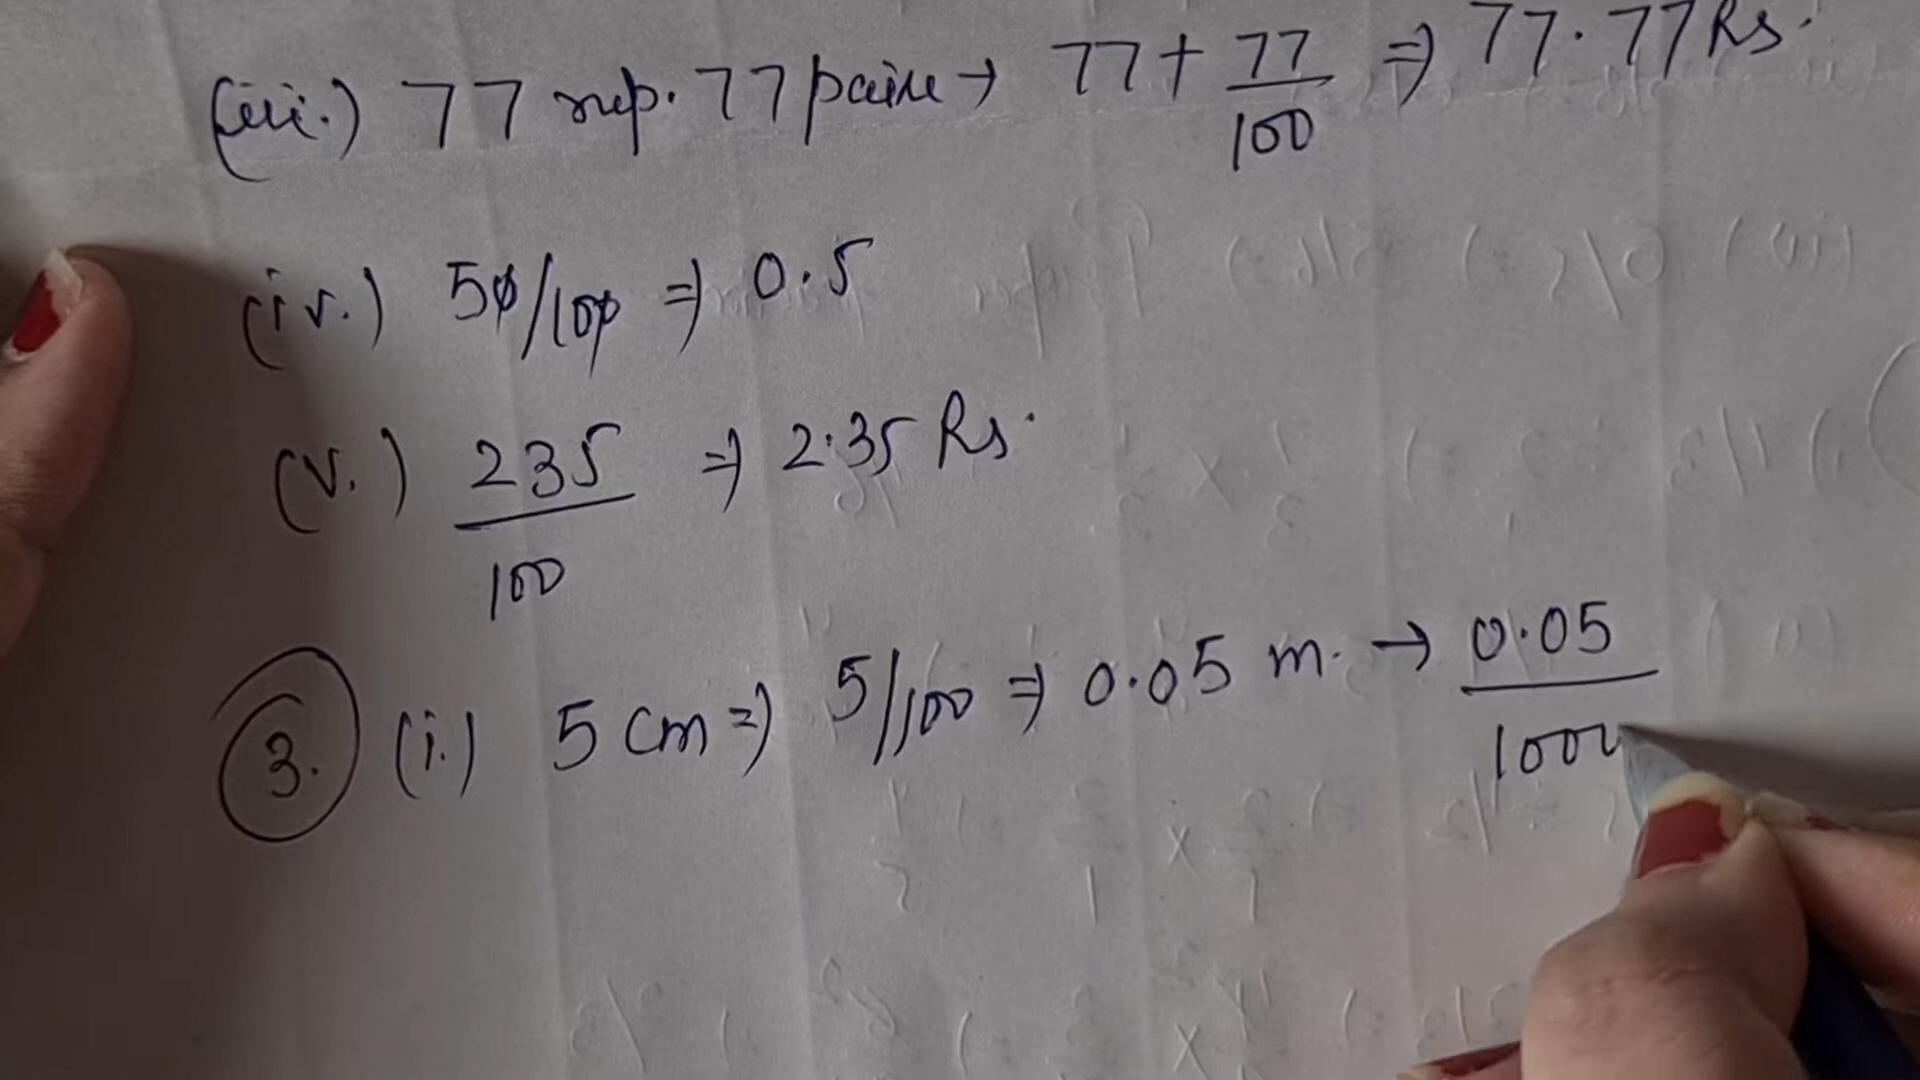 (iii.) 77 rup. 77 paise → 77 + 77/100 ⇒ 77.77 Rs.
(iv.) 50/100 ⇒ 0.5
(v.) 235/100 ⇒ 2.35 Rs.
3. (i.) 5 cm ⇒ 5/100 ⇒ 0.05 m. → 0.05/1000